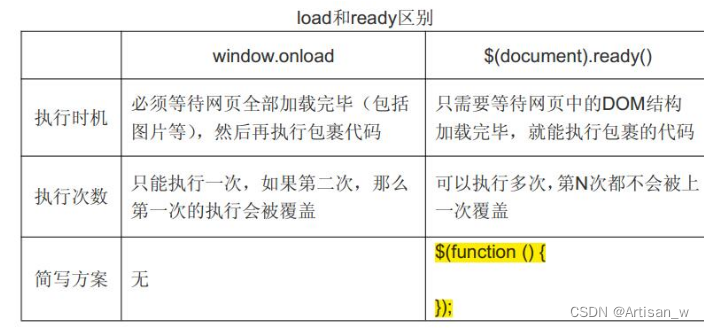 load和ready区别
window.onload
$(document).ready()
执行时机
必须等待网页全部加载完毕（包括
图片等），然后再执行包裹代码
只需要等待网页中的DOM结构
加载完毕，就能执行包裹的代码
执行次数
只能执行一次，如果第二次，那么
第一次的执行会被覆盖
可以执行多次，第N次都不会被上
一次覆盖
简写方案
无
$(function () {
});
CSDN @Artisan_w